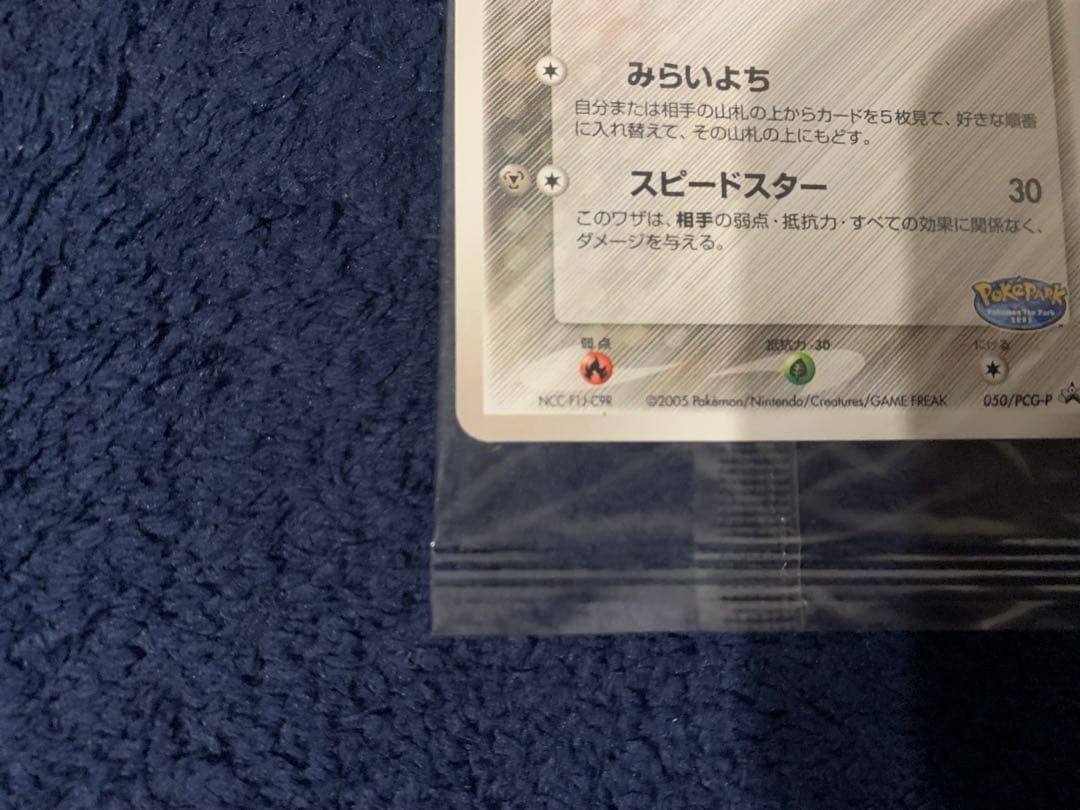 みらいよち
自分または相手の山札の上からカードを5枚見て、好きな順番
に入れ替えて、その山札の上にもどす。
スピードスター 30
このワザは、相手の弱点・抵抗力・すべての効果に関係なく、
ダメージを与える。
POKéPARK
Pokémon The Park
2005
弱点 抵抗力 -30 にげる
NCC-F1J-C9R ©2005 Pokémon/Nintendo/Creatures/GAME FREAK 050/PCG-P